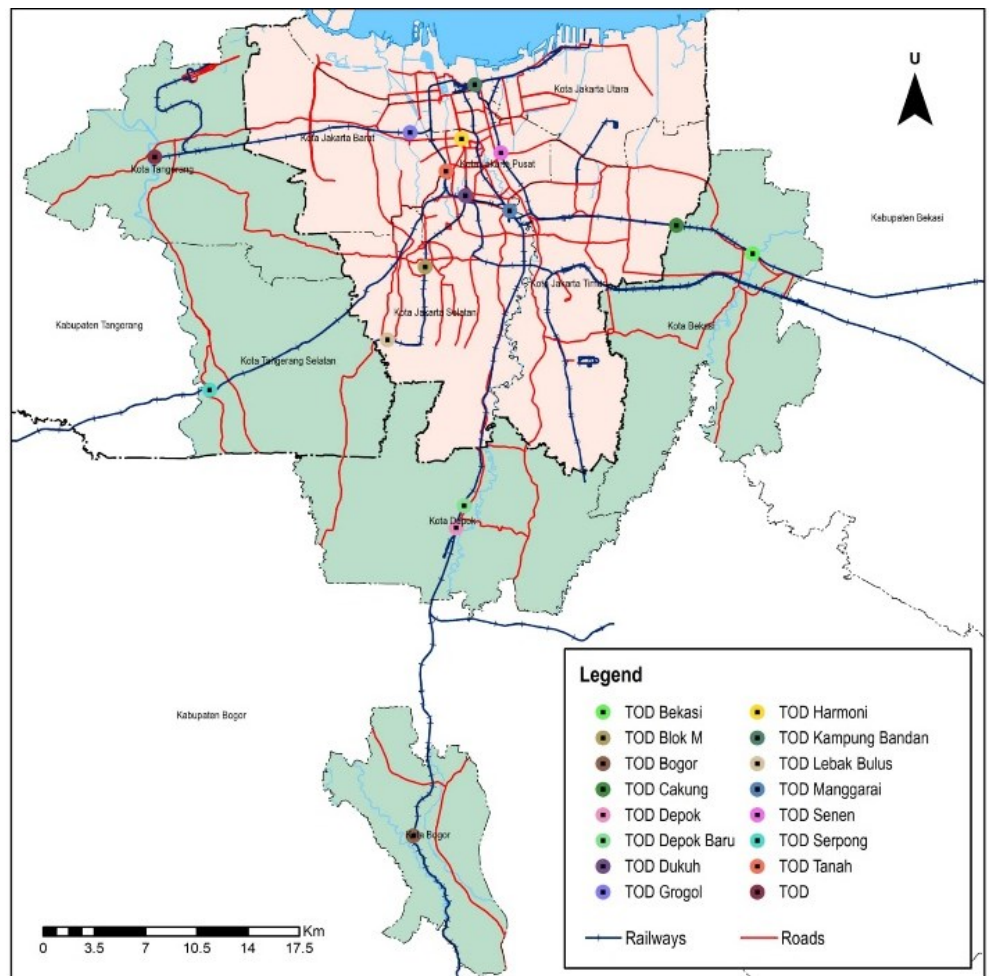 U
Kota Jakarta Utara
Kota Jakarta Barat
Kota Jakarta Pusat
Kota Tangerang
Kabupaten Bekasi
Kota Jakarta Timur
Kota Jakarta Selatan
Kota Bekasi
Kabupaten Tangerang
Kota Tangerang Selatan
Kota Depok
Kabupaten Bogor
Kota Bogor
Legend
TOD Bekasi
TOD Blok M
TOD Bogor
TOD Cakung
TOD Depok
TOD Depok Baru
TOD Dukuh
TOD Grogol
TOD Harmoni
TOD Kampung Bandan
TOD Lebak Bulus
TOD Manggarai
TOD Senen
TOD Serpong
TOD Tanah
TOD
Railways
Roads
Km
0 3.5 7 10.5 14 17.5